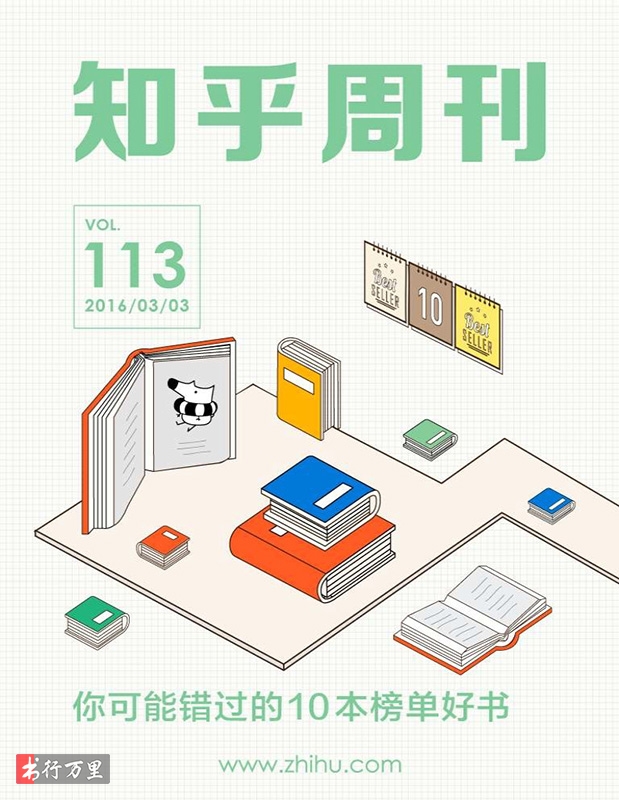 知乎周刊
VOL.
113
2016/03/03
Best
SELLER
10
Best
SELLER
你可能错过的10本榜单好书
书行万里
www.zhihu.com